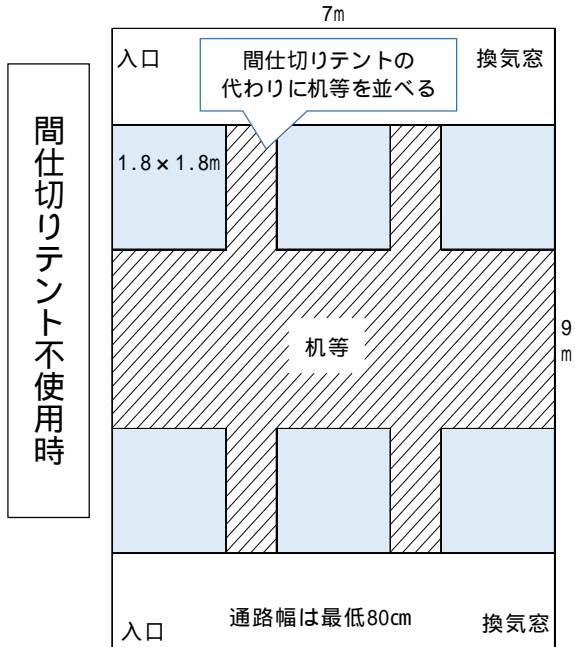 7m
入口
間仕切りテントの
代わりに机等を並べる
換気窓
間仕切りテント不使用時
1.8×1.8m
机等
9
m
入口
通路幅は最低80cm
換気窓